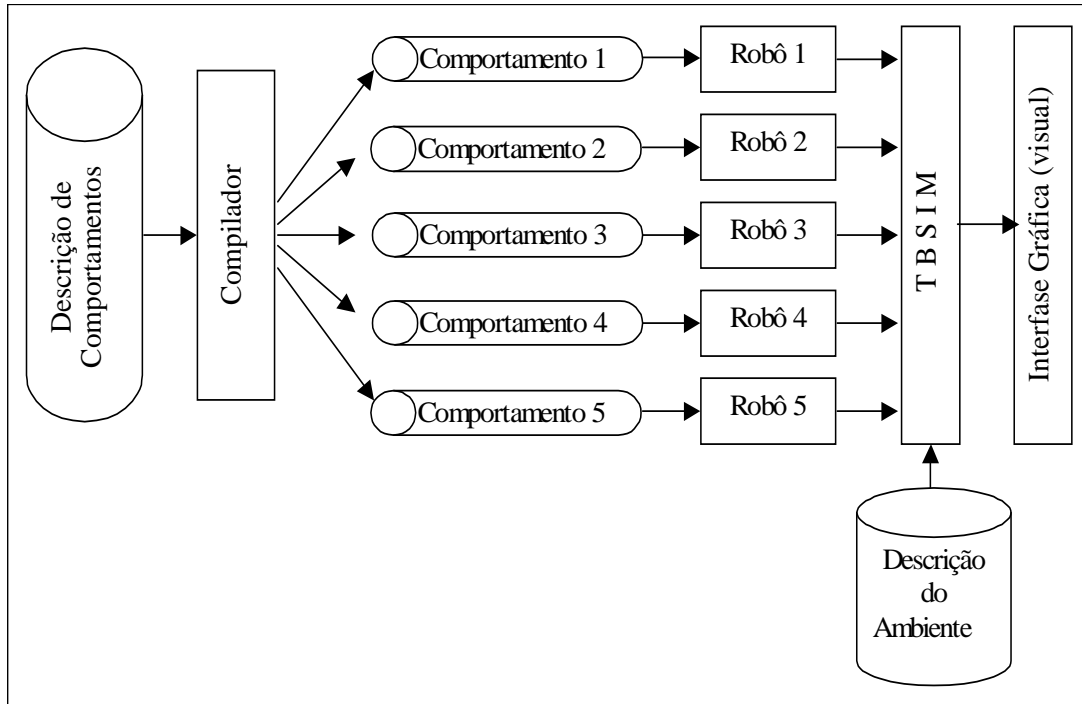 Descrição de
Comportamentos
Compilador
Comportamento 1
Robô 1
Comportamento 2
Robô 2
Comportamento 3
Robô 3
Comportamento 4
Robô 4
Comportamento 5
Robô 5
T B S I M
Interfase Gráfica (visual)
Descrição
do
Ambiente